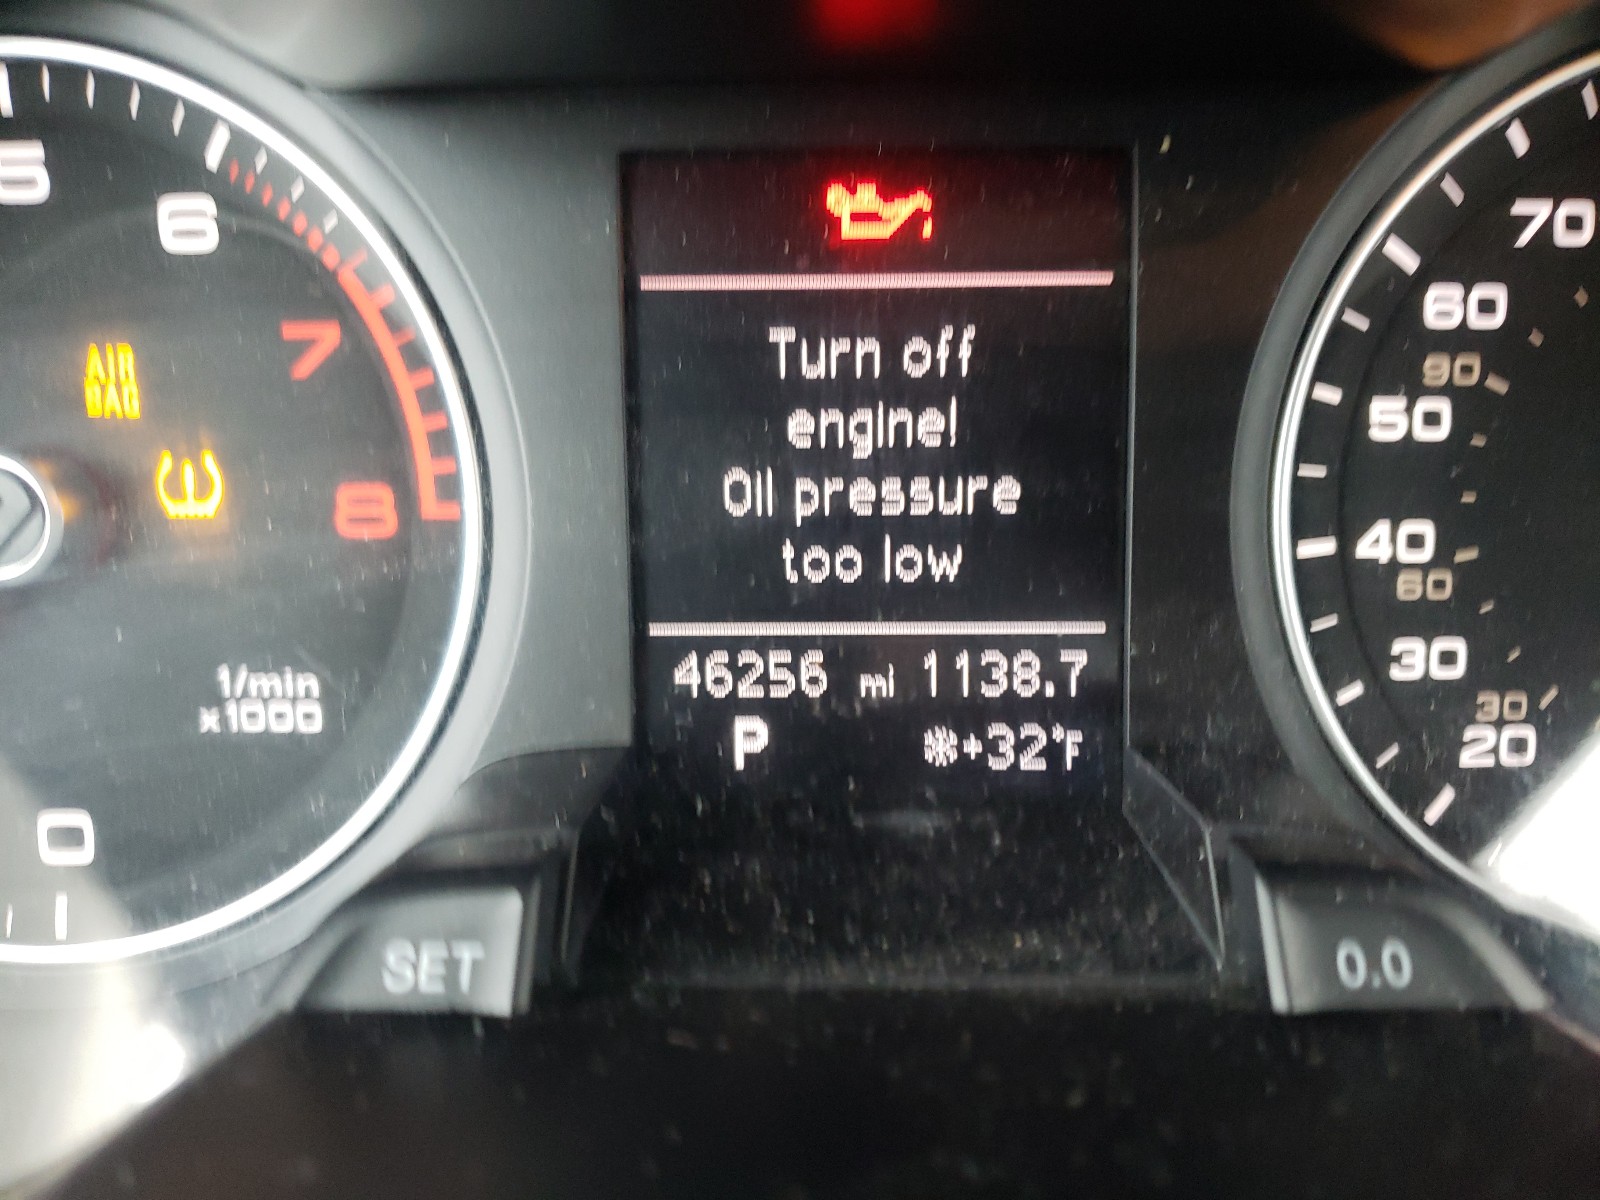 5
6
7
8
AIR
BAG
1/min
x1000
0
SET
Turn off
engine!
Oil pressure
too low
46256 mi 1138.7
P
❄+32°F
70
60
90
50
40
60
30
30
20
0.0